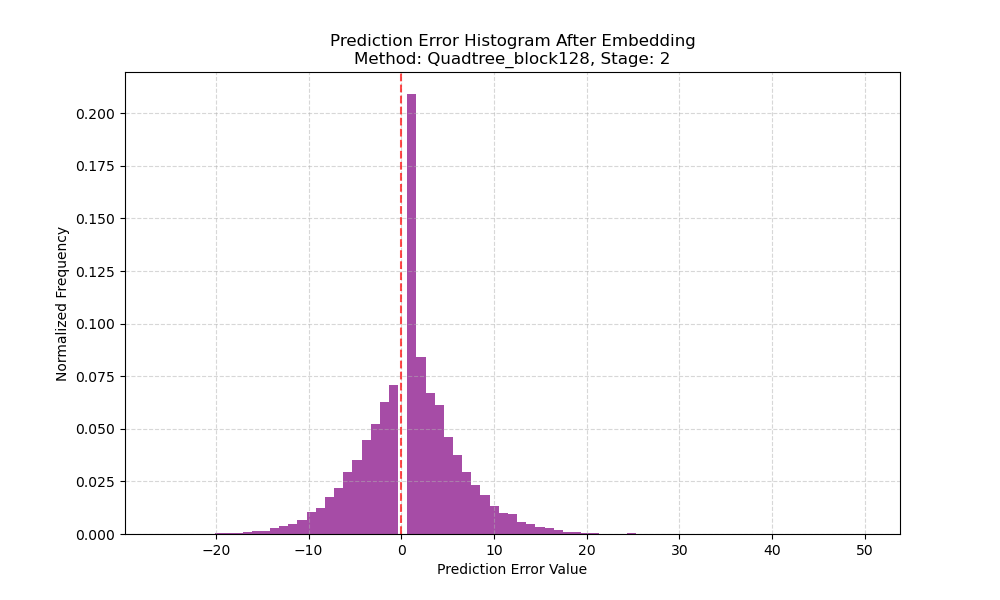 Prediction Error Histogram After Embedding
Method: Quadtree_block128, Stage: 2
Normalized Frequency
0.200
0.175
0.150
0.125
0.100
0.075
0.050
0.025
0.000
−20 −10 0 10 20 30 40 50
Prediction Error Value